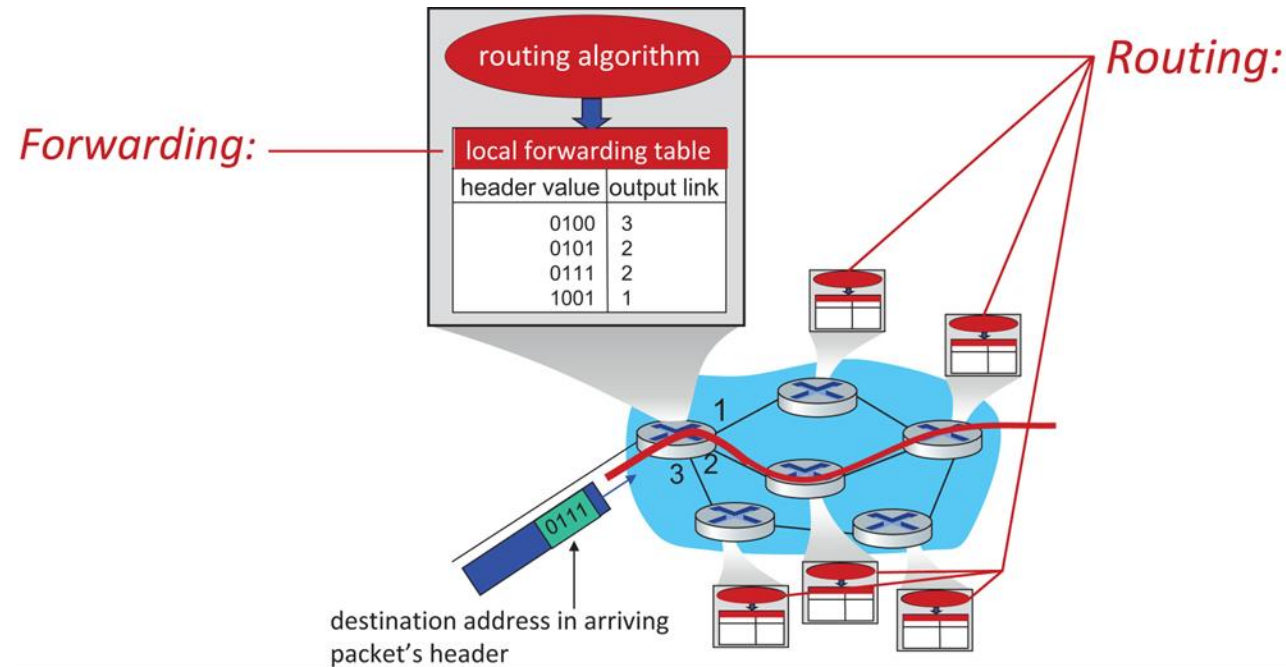 routing algorithm
Routing:
Forwarding:
local forwarding table
header value output link
0100 3
0101 2
0111 2
1001 1
1
2
3
0111
destination address in arriving
packet's header